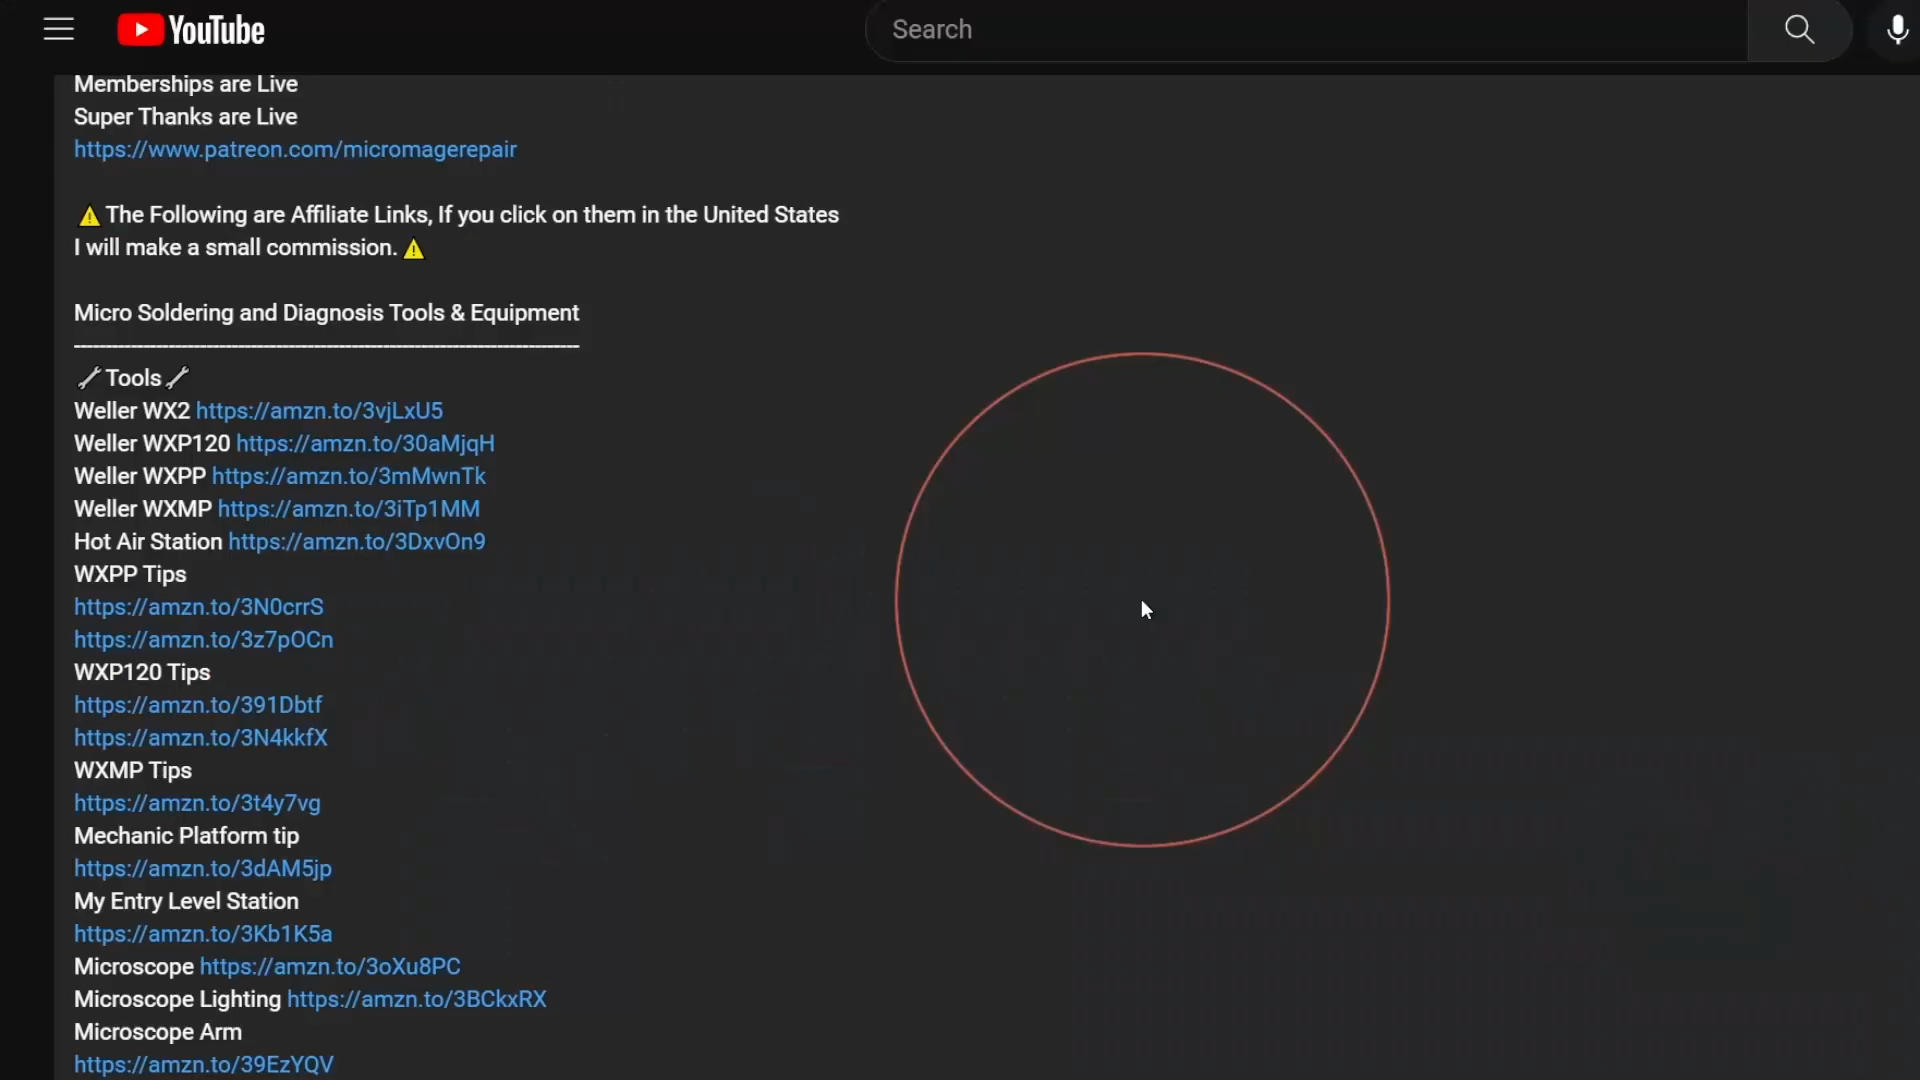 YouTube
Search
Memberships are Live
Super Thanks are Live
https://www.patreon.com/micromagerepair
⚠️ The Following are Affiliate Links, If you click on them in the United States
I will make a small commission. ⚠️
Micro Soldering and Diagnosis Tools & Equipment
-------------------------------------------------------------------------------
🔧Tools🔧
Weller WX2 https://amzn.to/3vjLxU5
Weller WXP120 https://amzn.to/30aMjqH
Weller WXPP https://amzn.to/3mMwnTk
Weller WXMP https://amzn.to/3iTp1MM
Hot Air Station https://amzn.to/3DxvOn9
WXPP Tips
https://amzn.to/3N0crrS
https://amzn.to/3z7pOCn
WXP120 Tips
https://amzn.to/391Dbtf
https://amzn.to/3N4kkfX
WXMP Tips
https://amzn.to/3t4y7vg
Mechanic Platform tip
https://amzn.to/3dAM5jp
My Entry Level Station
https://amzn.to/3Kb1K5a
Microscope https://amzn.to/3oXu8PC
Microscope Lighting https://amzn.to/3BCkxRX
Microscope Arm
https://amzn.to/39EzYQV